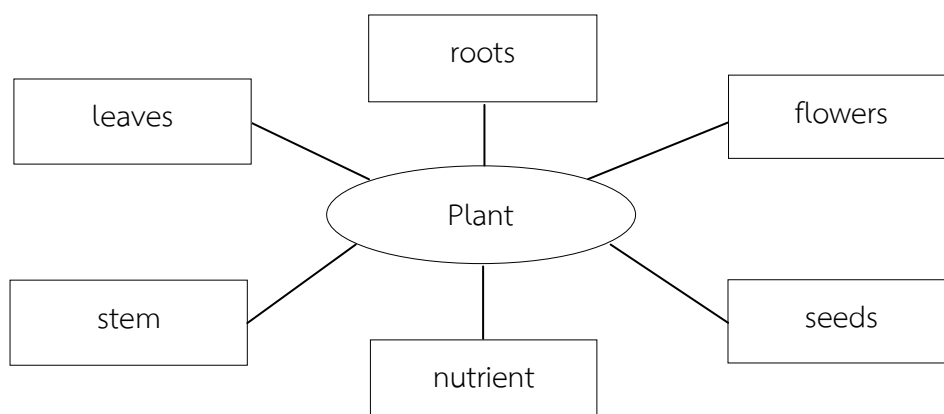 roots
leaves
flowers
Plant
stem
seeds
nutrient